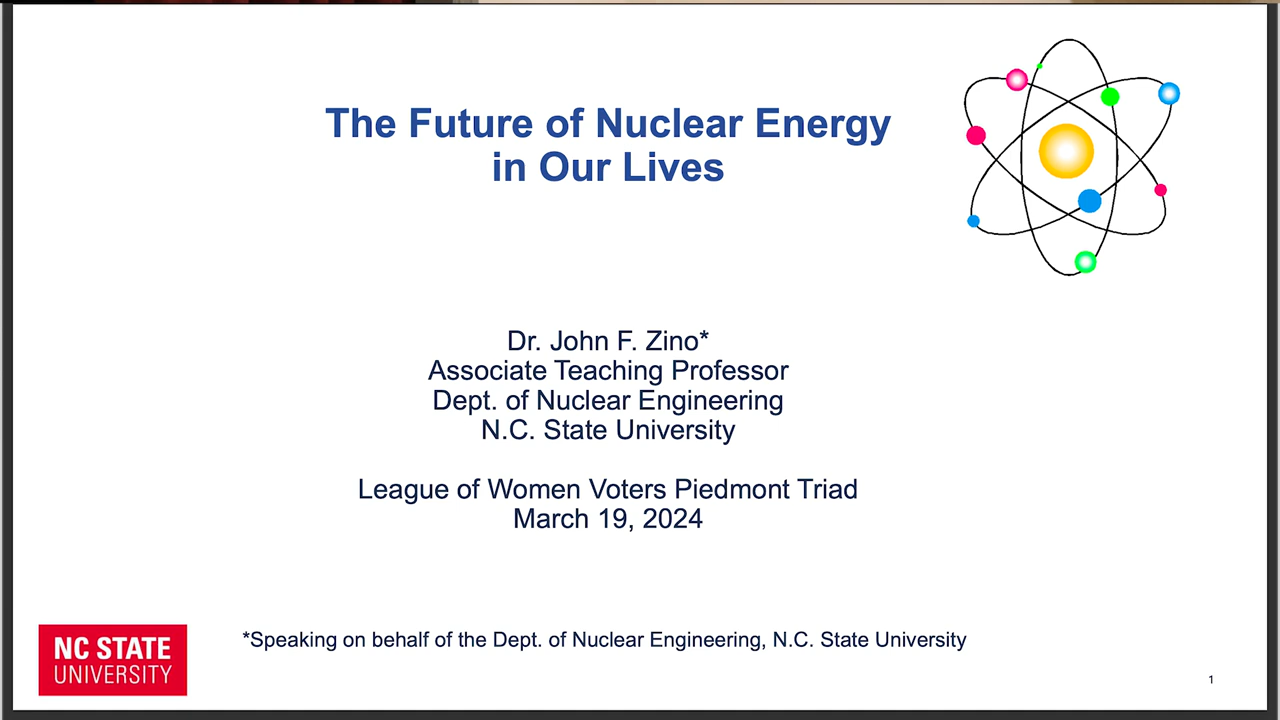 The Future of Nuclear Energy
in Our Lives
Dr. John F. Zino*
Associate Teaching Professor
Dept. of Nuclear Engineering
N.C. State University
League of Women Voters Piedmont Triad
March 19, 2024
NC STATE
UNIVERSITY
*Speaking on behalf of the Dept. of Nuclear Engineering, N.C. State University
1